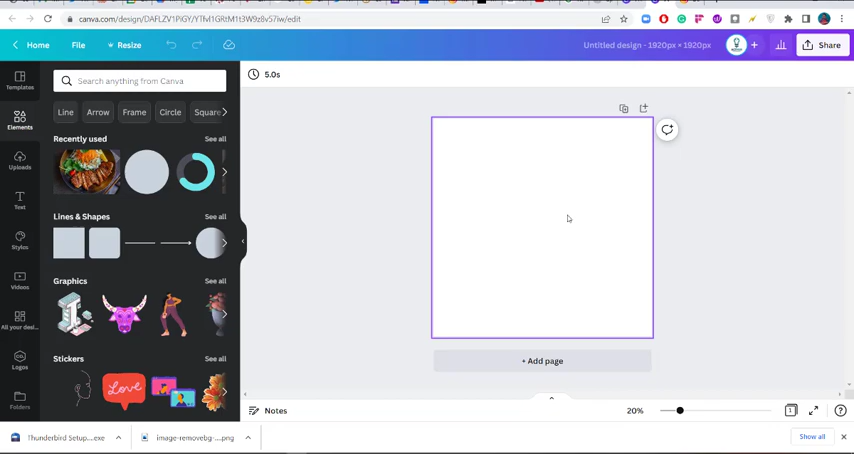 canva.com/design/DAFLZV1PiGY/YTlvl1GRtMt13W9z8v57iw/edit
Home File Resize Untitled design - 1920px × 1920px Share
Templates
Elements
Uploads
Text
Styles
Videos
All your desi...
Logos
Folders
Search anything from Canva
Line Arrow Frame Circle Square
Recently used See all
Lines & Shapes See all
Graphics See all
Stickers See all
Love
5.0s
+ Add page
Notes 20% 1
Thunderbird Setup....exe image-removebg-....png Show all